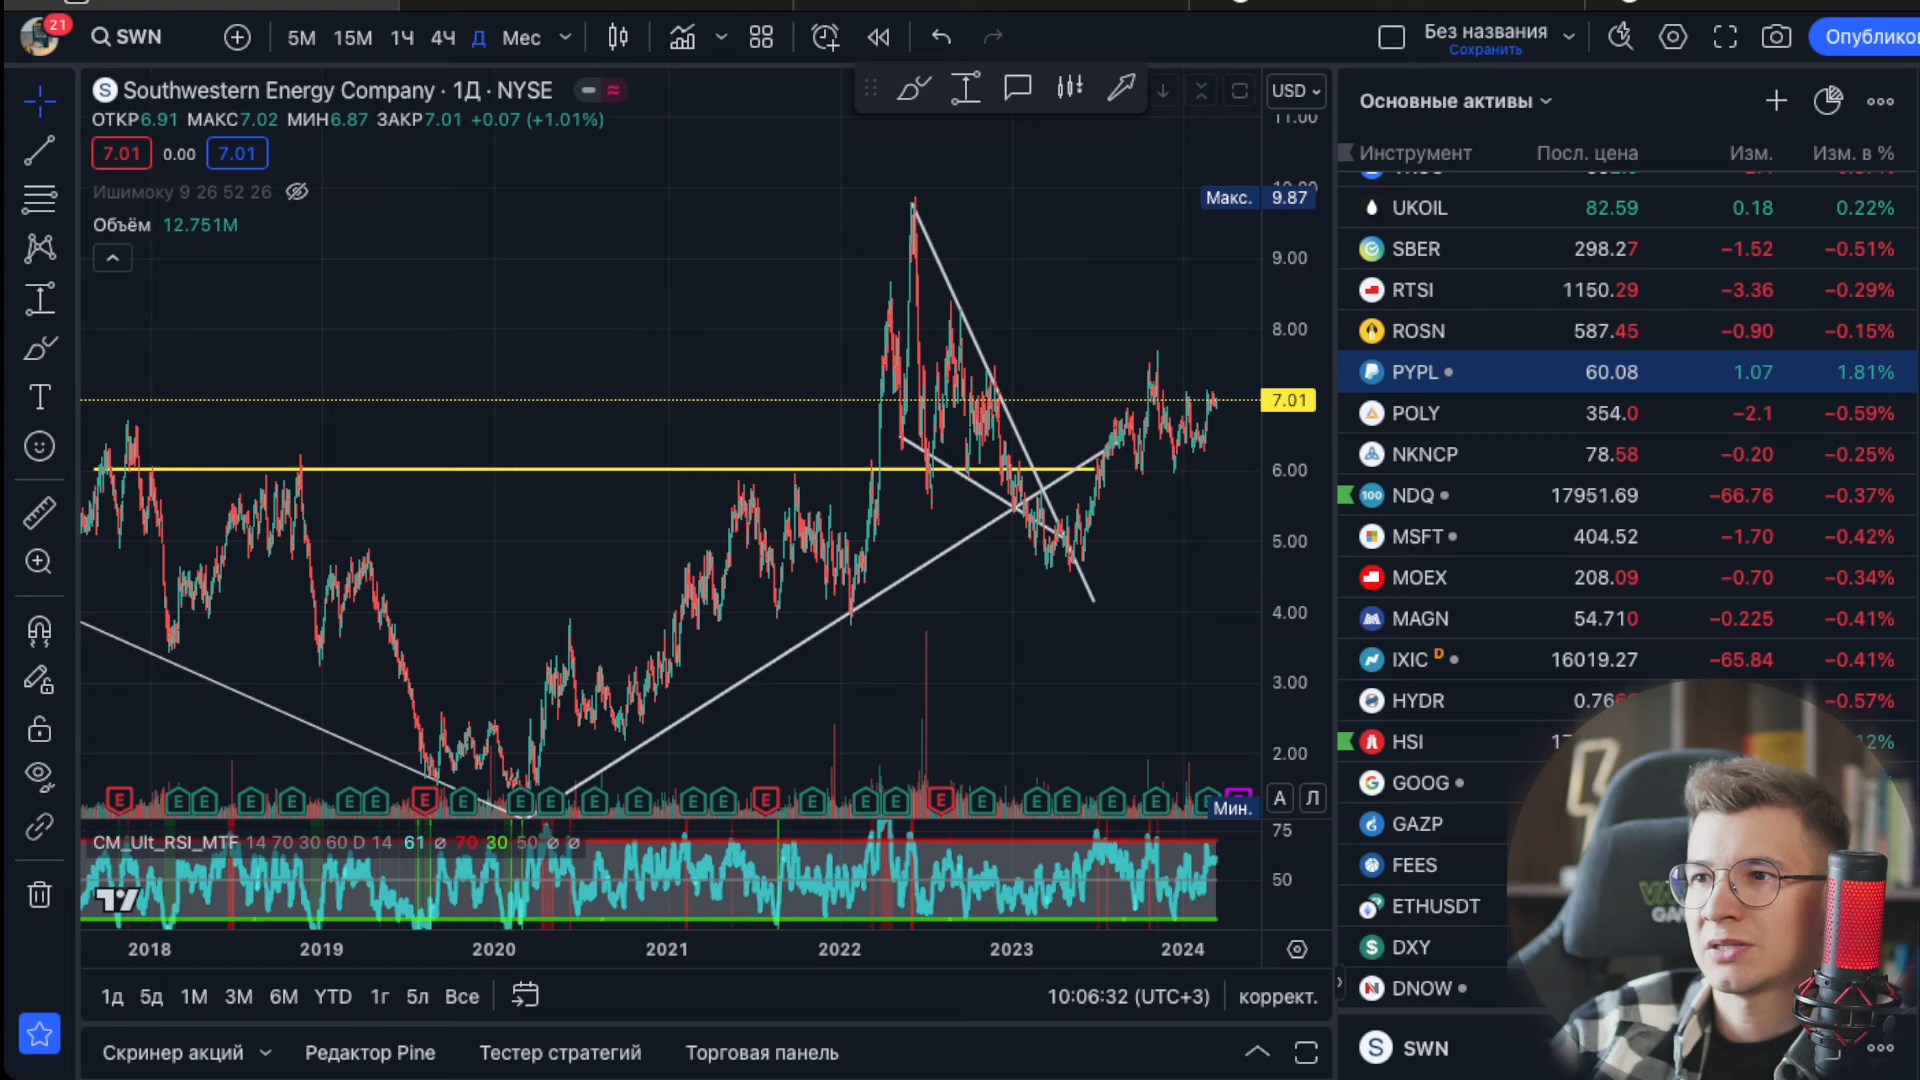 21
SWN
5М 15М 1Ч 4Ч Д Мес
Без названия
Сохранить
S Southwestern Energy Company · 1Д · NYSE
USD
ОТКР6.91 МАКС7.02 МИН6.87 ЗАКР7.01 +0.07 (+1.01%)
7.01 0.00 7.01
Ишимоку 9 26 52 26
Объём 12.751M
11.00
Макс. 9.87
9.00
8.00
7.01
6.00
5.00
4.00
3.00
2.00
Мин.
А Л
E E E E E E E E E E E E E E E E E E E E E E E E
CM_Ult_RSI_MTF 14 70 30 60 D 14 61 ∅ 70 30 50 ∅ ∅
75
50
2018 2019 2020 2021 2022 2023 2024
1д 5д 1М 3М 6М YTD 1г 5л Все
10:06:32 (UTC+3) коррект.
Скринер акций Редактор Pine Тестер стратегий Торговая панель
Основные активы
Инструмент Посл. цена Изм. Изм. в %
UKOIL 82.59 0.18 0.22%
SBER 298.27 −1.52 −0.51%
RTSI 1150.29 −3.36 −0.29%
ROSN 587.45 −0.90 −0.15%
PYPL 60.08 1.07 1.81%
POLY 354.0 −2.1 −0.59%
NKNCP 78.58 −0.20 −0.25%
100 NDQ 17951.69 −66.76 −0.37%
MSFT 404.52 −1.70 −0.42%
MOEX 208.09 −0.70 −0.34%
MAGN 54.710 −0.225 −0.41%
IXIC D 16019.27 −65.84 −0.41%
HYDR −0.57%
HSI
GOOG
GAZP
FEES
ETHUSDT
DXY
DNOW
S SWN